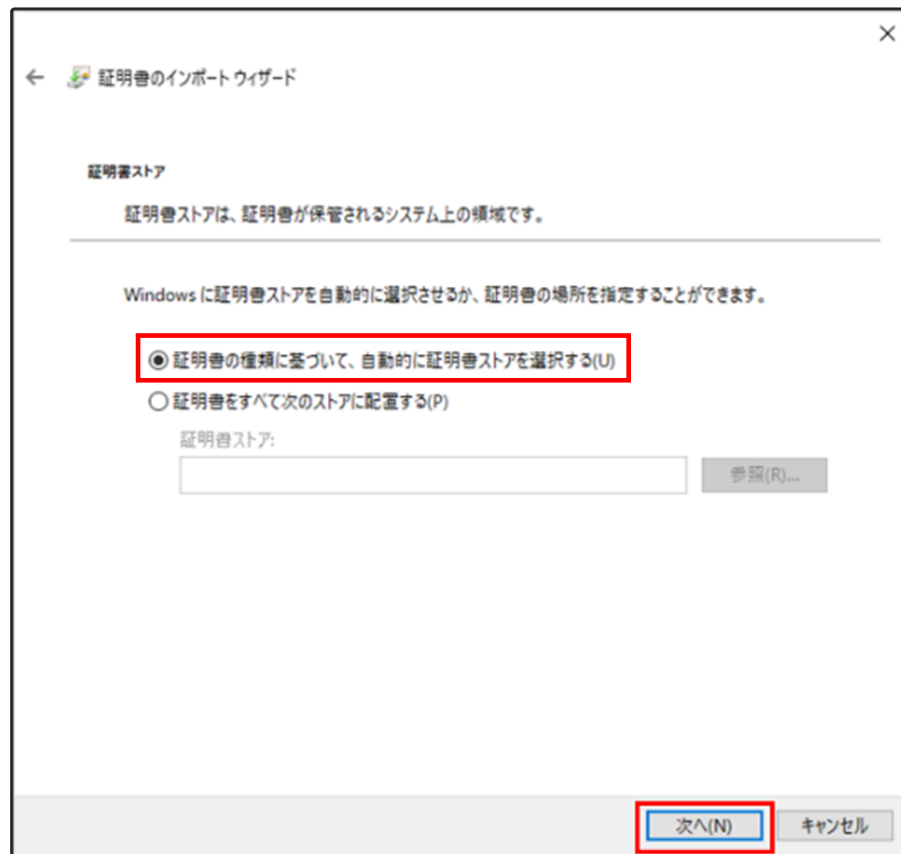 証明書のインポート ウィザード
証明書ストア
証明書ストアは、証明書が保管されるシステム上の領域です。
Windows に証明書ストアを自動的に選択させるか、証明書の場所を指定することができます。
証明書の種類に基づいて、自動的に証明書ストアを選択する(U)
証明書をすべて次のストアに配置する(P)
証明書ストア:
参照(R)...
次へ(N)
キャンセル